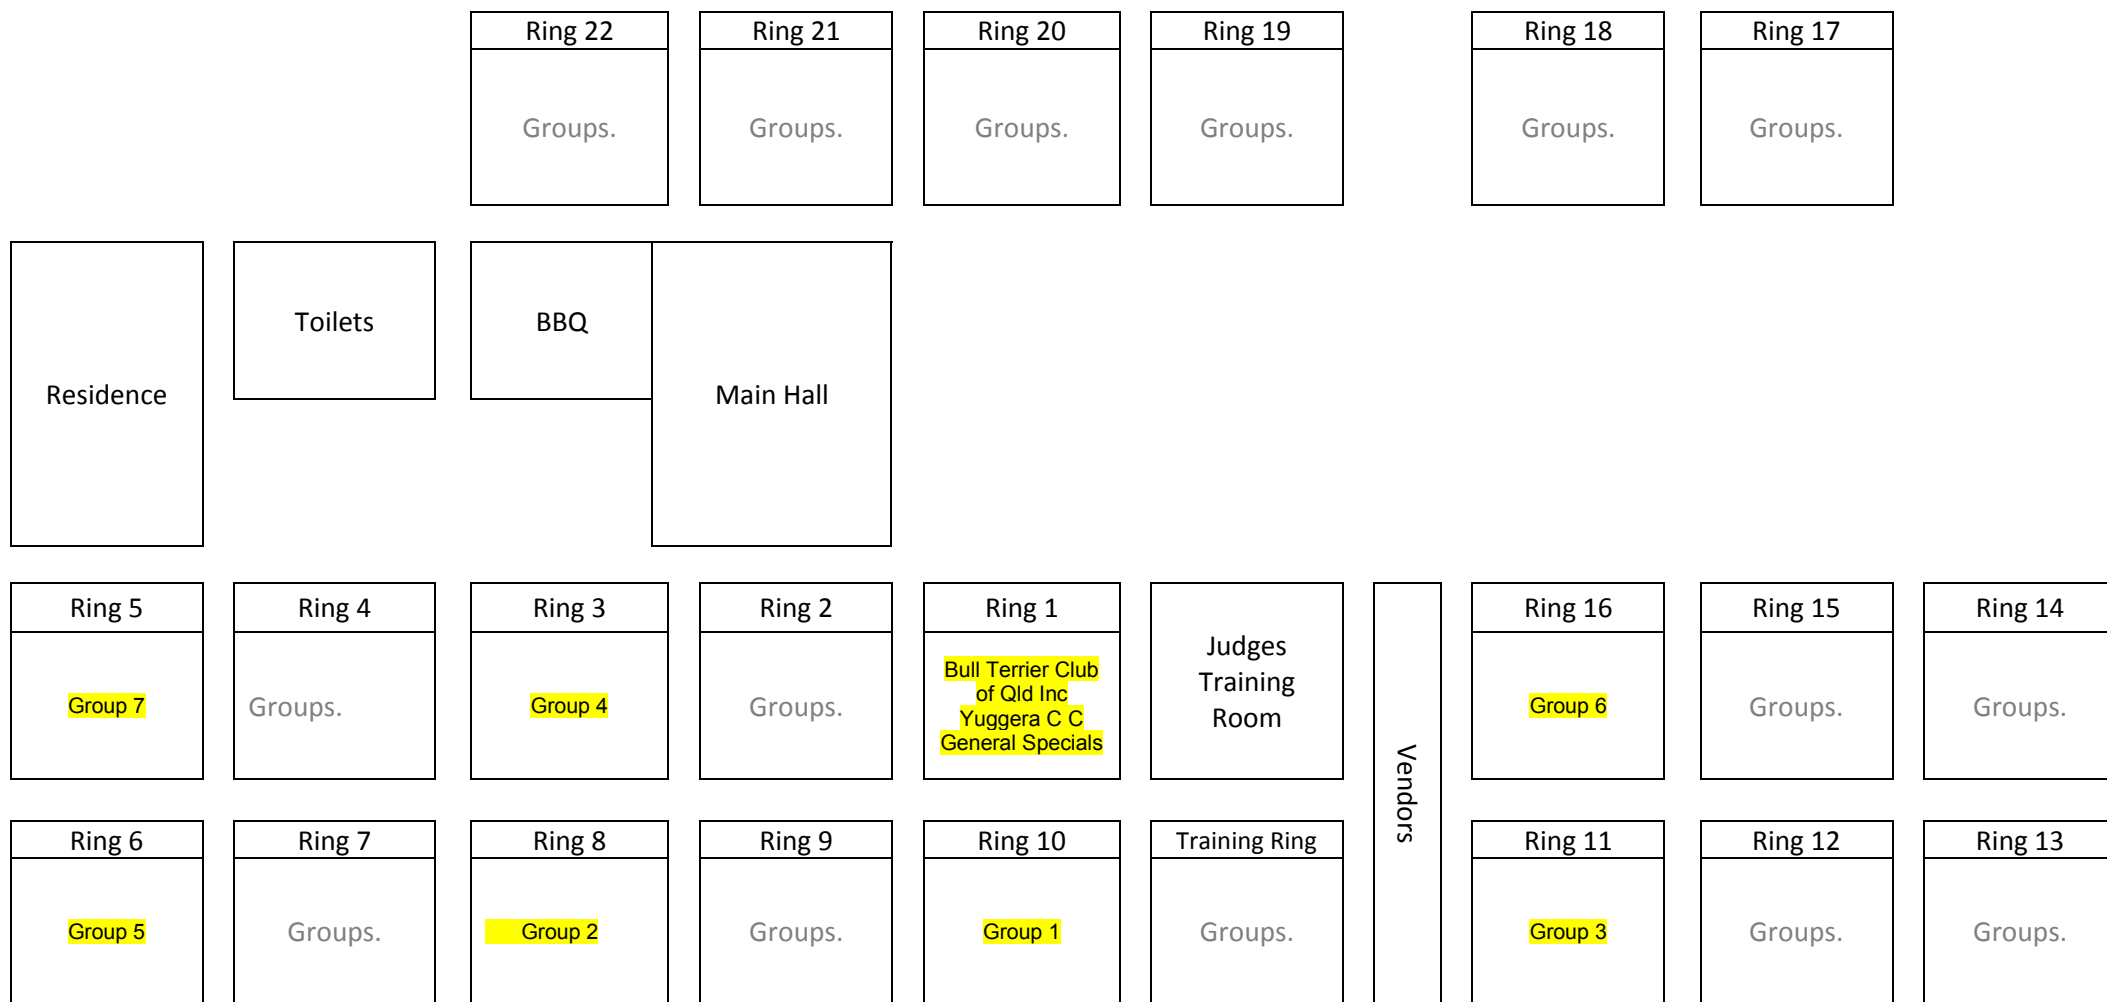 Ring 22
Ring 21
Ring 20
Ring 19
Ring 18
Ring 17
Groups.
Groups.
Groups.
Groups.
Groups.
Groups.
Residence
Toilets
BBQ
Main Hall
Ring 5
Ring 4
Ring 3
Ring 2
Ring 1
Judges
Training
Room
Vendors
Ring 16
Ring 15
Ring 14
Group 7
Groups.
Group 4
Groups.
Bull Terrier Club
of Qld Inc
Yuggera C C
General Specials
Group 6
Groups.
Groups.
Ring 6
Ring 7
Ring 8
Ring 9
Ring 10
Training Ring
Ring 11
Ring 12
Ring 13
Group 5
Groups.
Group 2
Groups.
Group 1
Groups.
Group 3
Groups.
Groups.